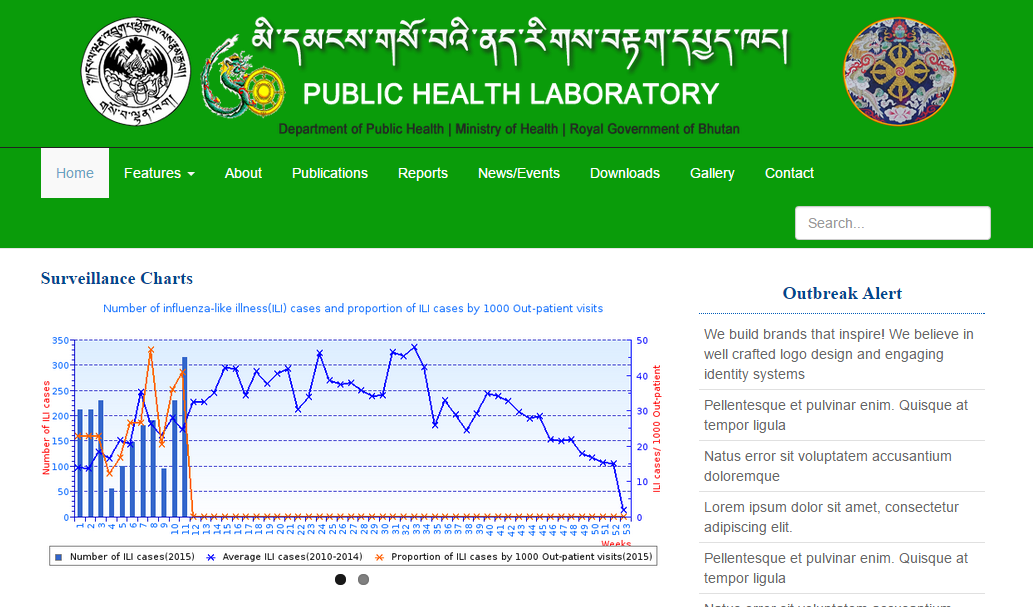 མི་དམངས་གསོ་བའི་ནད་རིགས་བརྟག་དཔྱད་ཁང།
PUBLIC HEALTH LABORATORY
Department of Public Health | Ministry of Health | Royal Government of Bhutan
Home
Features
About
Publications
Reports
News/Events
Downloads
Gallery
Contact
Search...
Surveillance Charts
Number of influenza-like illness(ILI) cases and proportion of ILI cases by 1000 Out-patient visits
Number of ILI cases
350
300
250
200
150
100
50
0
50
40
30
20
10
0
ILI cases/ 1000 Out-patient
1 2 3 4 5 6 7 8 9 10 11 12 13 14 15 16 17 18 19 20 21 22 23 24 25 26 27 28 29 30 31 32 33 34 35 36 37 38 39 40 41 42 43 44 45 46 47 48 49 50 51 52 53
Weeks
Number of ILI cases(2015)
Average ILI cases(2010-2014)
Proportion of ILI cases by 1000 Out-patient visits(2015)
Outbreak Alert
We build brands that inspire! We believe in
well crafted logo design and engaging
identity systems
Pellentesque et pulvinar enim. Quisque at
tempor ligula
Natus error sit voluptatem accusantium
doloremque
Lorem ipsum dolor sit amet, consectetur
adipiscing elit.
Pellentesque et pulvinar enim. Quisque at
tempor ligula
Natus error sit voluptatem accusantium